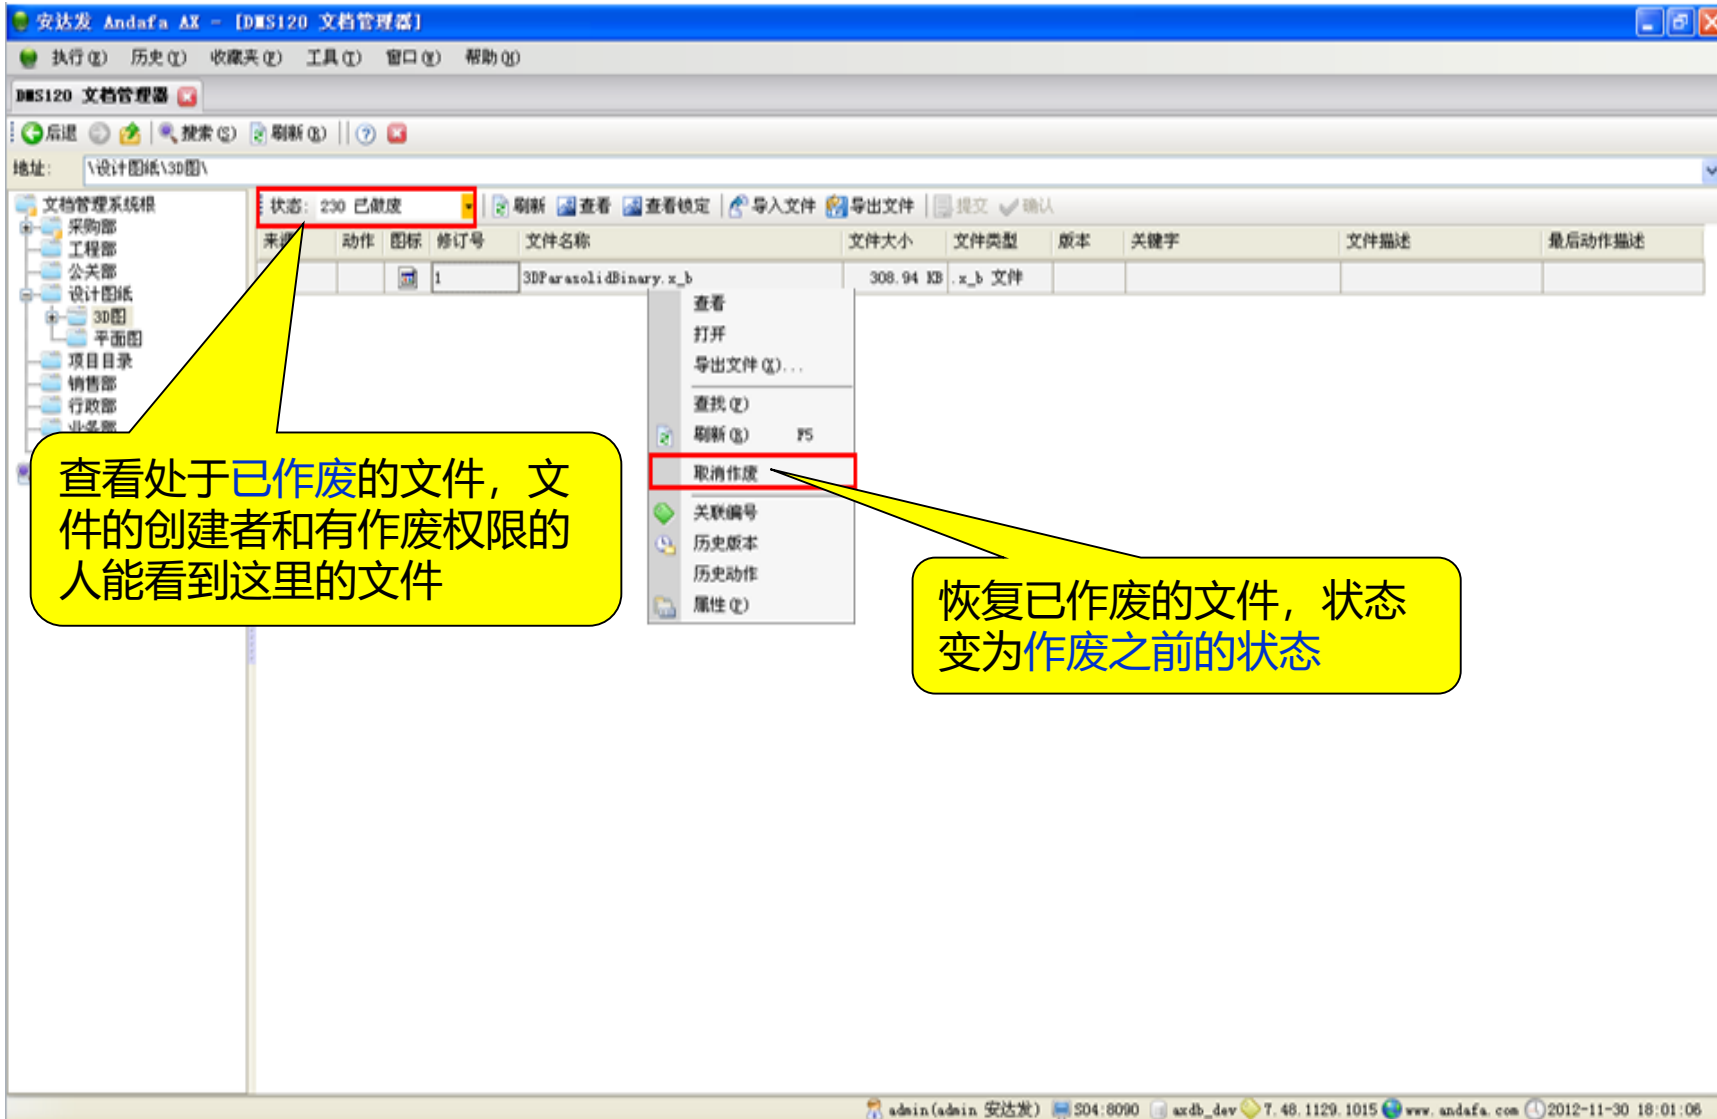 安达发 Andafa AX - [DMS120 文档管理器]
执行(E) 历史(I) 收藏夹(F) 工具(T) 窗口(W) 帮助(H)
DMS120 文档管理器
后退 搜索(S) 刷新(R)
地址: \设计图纸\3D图\
状态: 230 已做废 刷新 查看 查看锁定 导入文件 导出文件 提交 确认
文档管理系统根
采购部
工程部
公关部
设计图纸
3D图
平面图
项目目录
销售部
行政部
业务部
动作 图标 修订号 文件名称 文件大小 文件类型 版本 关键字 文件描述 最后动作描述
1 3DParasolidBinary.x_b 308.94 KB .x_b 文件
查看
打开
导出文件(X)...
查找(F)
刷新(R) F5
取消作废
关联编号
历史版本
历史动作
属性(P)
查看处于已作废的文件，文
件的创建者和有作废权限的
人能看到这里的文件
恢复已作废的文件，状态
变为作废之前的状态
admin(admin 安达发) S04:8090 axdb_dev 7.48.1129.1015 www.andafa.com 2012-11-30 18:01:06